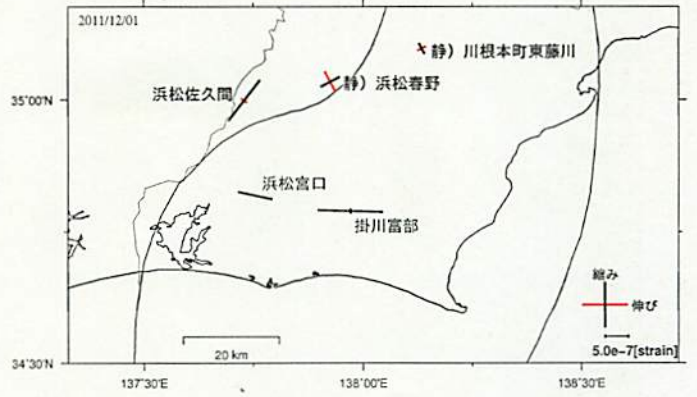 2011/12/01
静）川根本町東藤川
浜松佐久間
静）浜松春野
35°00'N
浜松宮口
掛川富部
縮み
伸び
5.0e-7[strain]
20 km
34°30'N
137°30'E
138°00'E
138°30'E